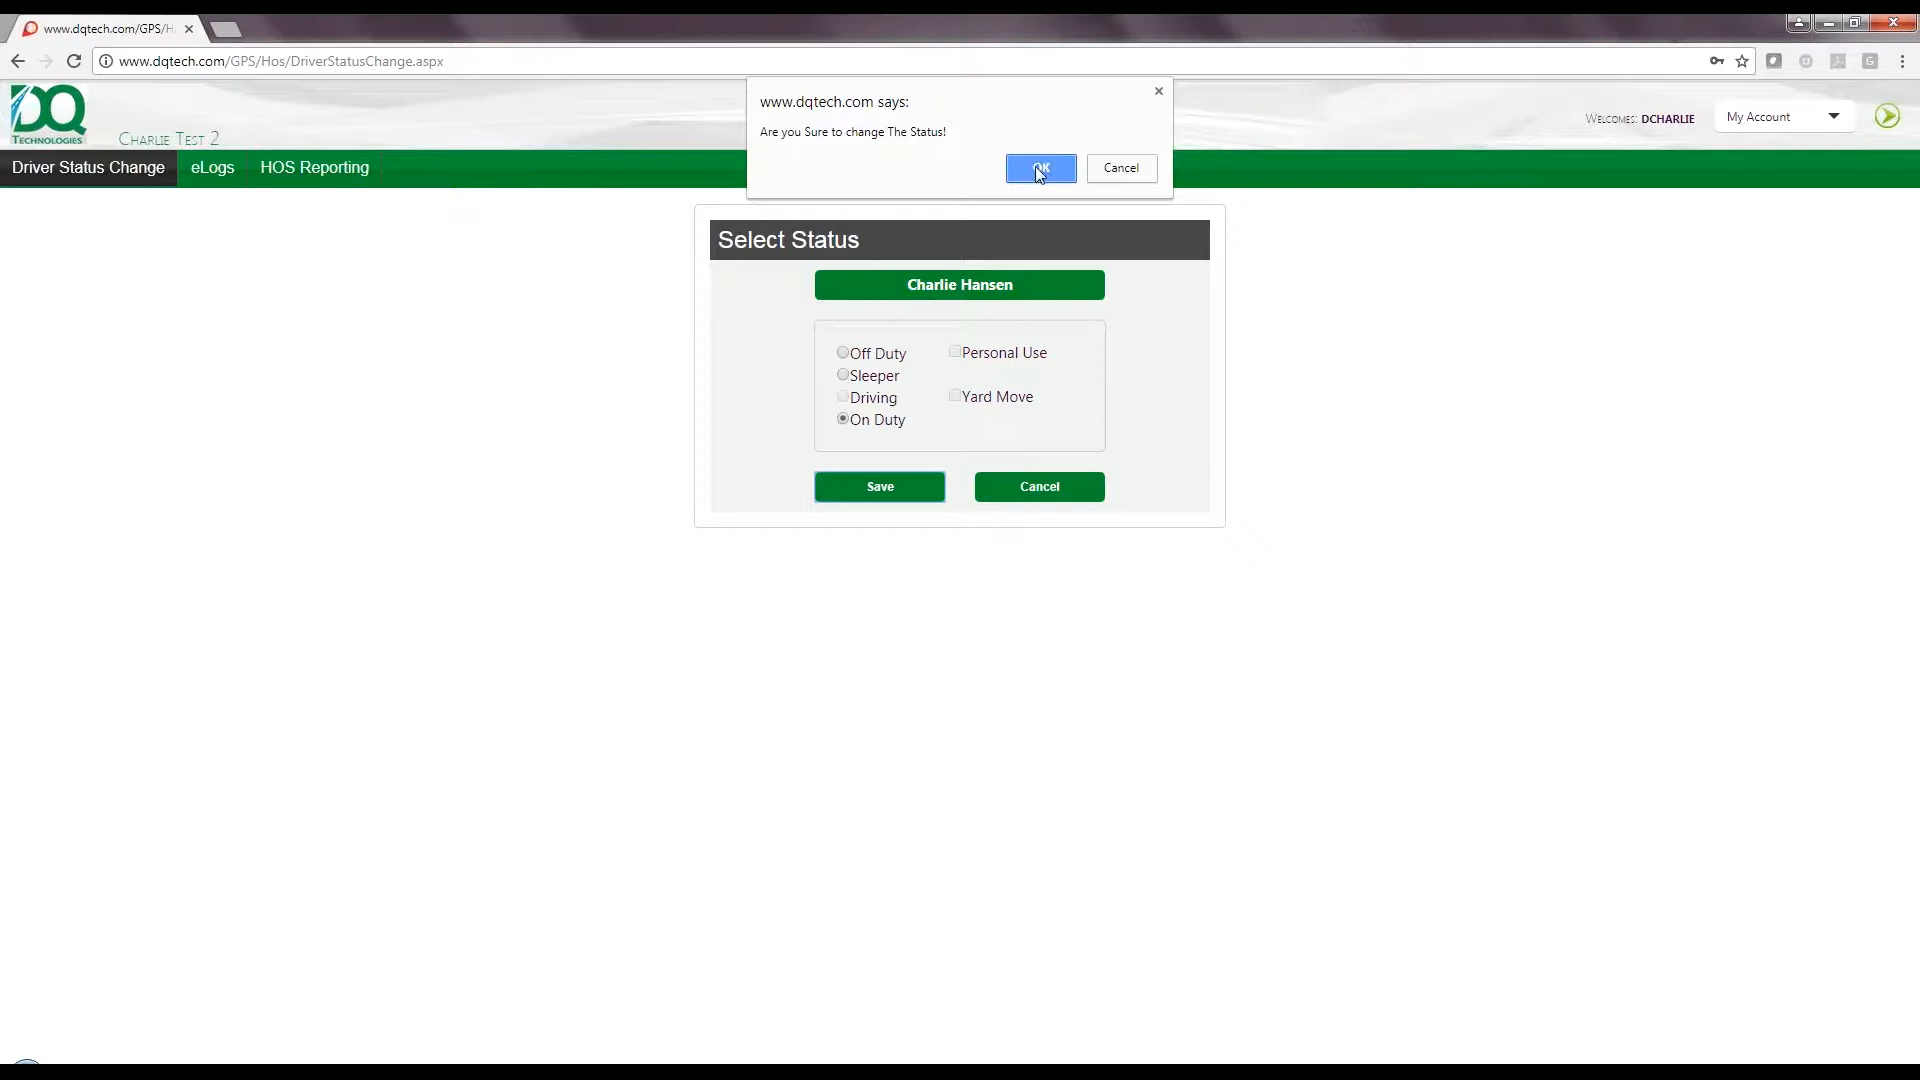 www.dqtech.com/GPS/H
www.dqtech.com/GPS/Hos/DriverStatusChange.aspx
DQ
TECHNOLOGIES
CHARLIE TEST 2
WELCOMES: DCHARLIE
My Account
Driver Status Change
eLogs
HOS Reporting
www.dqtech.com says:
Are you Sure to change The Status!
OK
Cancel
Select Status
Charlie Hansen
Off Duty
Personal Use
Sleeper
Driving
Yard Move
On Duty
Save
Cancel